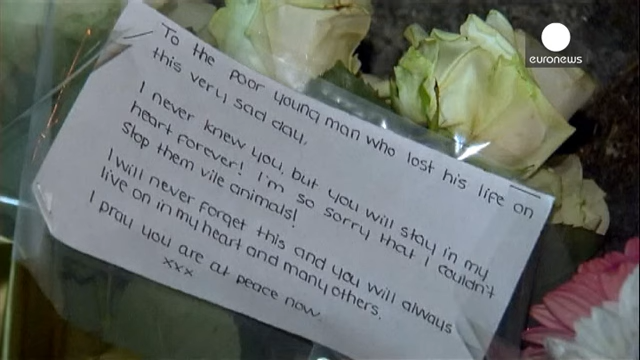 euronews
To the poor young man who lost his life on
this very sad day.
I never knew you, but you will stay in my
heart forever! I'm so sorry that I couldn't
stop them vile animals!
I will never forget this and you will always
live on in my heart and many others.
I pray you are at peace now.
xxx